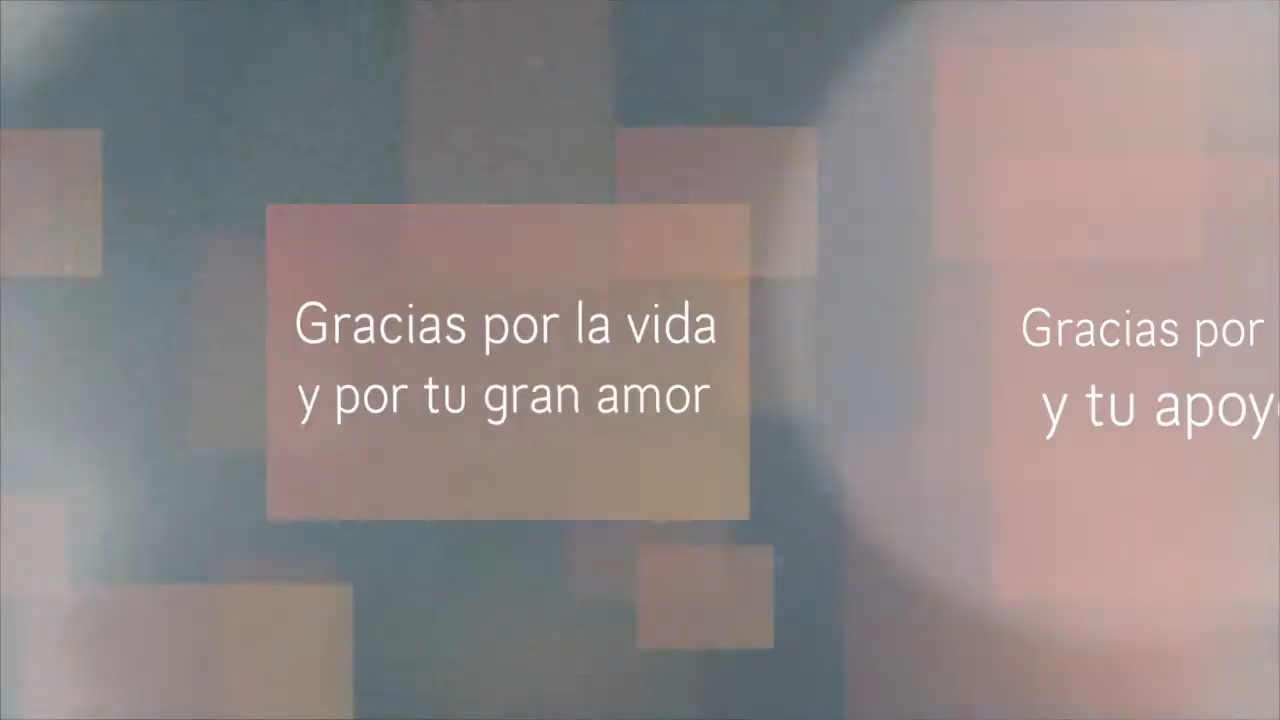 Gracias por la vida
y por tu gran amor
Gracias por
y tu